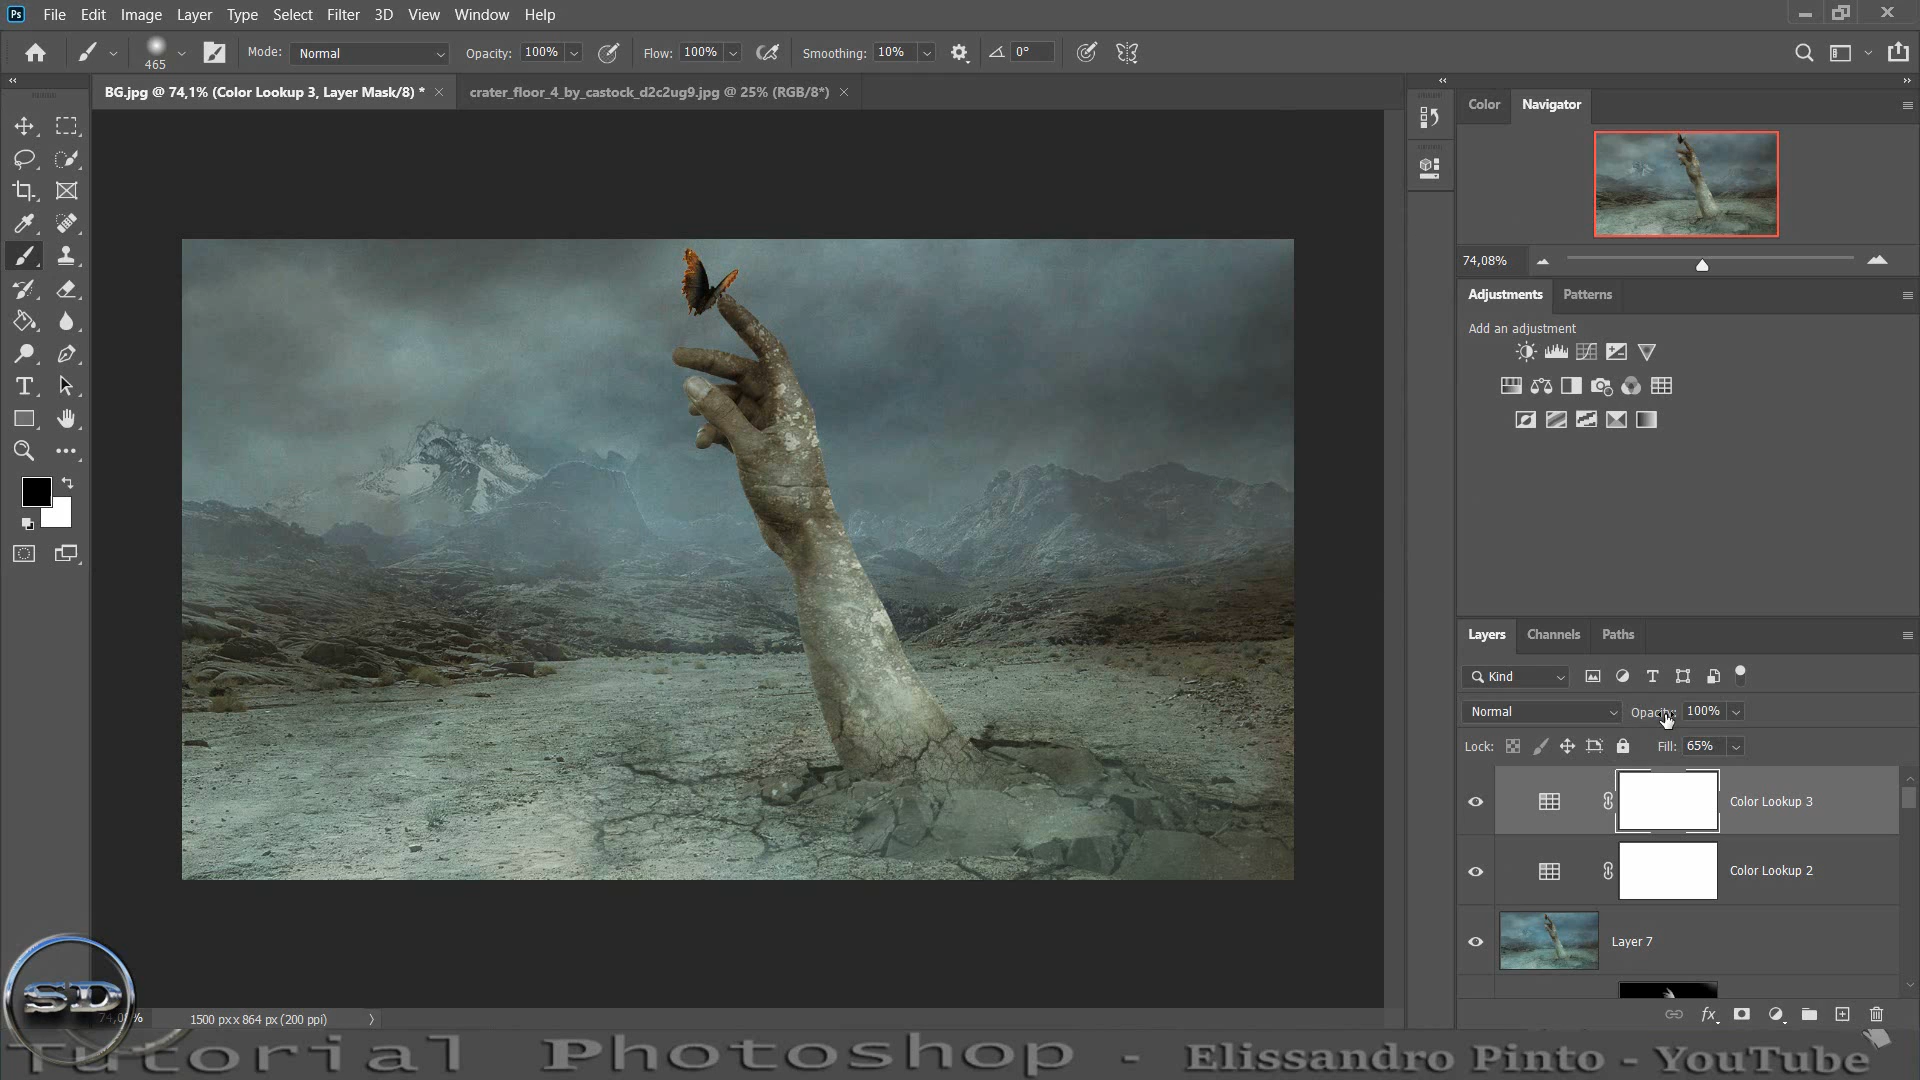 Ps File Edit Image Layer Type Select Filter 3D View Window Help
465 Mode: Normal Opacity: 100% Flow: 100% Smoothing: 10% 0°
BG.jpg @ 74,1% (Color Lookup 3, Layer Mask/8) * crater_floor_4_by_castock_d2c2ug9.jpg @ 25% (RGB/8*)
Color Navigator
74,08%
Adjustments Patterns
Add an adjustment
Layers Channels Paths
Kind
Normal Opacity: 100%
Lock: Fill: 65%
Color Lookup 3
Color Lookup 2
Layer 7
fx
SD
1500 px x 864 px (200 ppi)
Tutorial Photoshop - Elissandro Pinto - YouTube